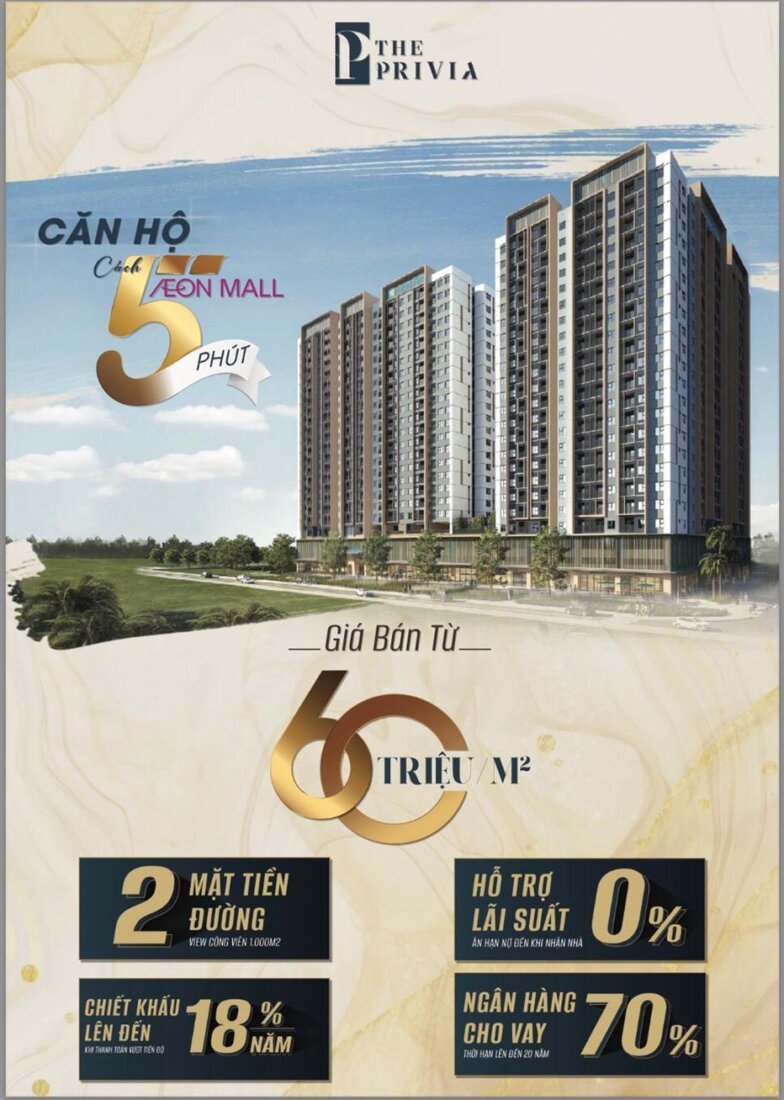 THE
PRIVIA
CĂN HỘ
Cách
5 ÆON MALL
PHÚT
Giá Bán Từ
60 TRIỆU/M²
2 MẶT TIỀN
ĐƯỜNG
VIEW CÔNG VIÊN 1.000M2
HỖ TRỢ
LÃI SUẤT 0%
ÂN HẠN NỢ ĐẾN KHI NHẬN NHÀ
CHIẾT KHẤU
LÊN ĐẾN 18%
NĂM
KHI THANH TOÁN VƯỢT TIẾN ĐỘ
NGÂN HÀNG
CHO VAY 70%
THỜI HẠN LÊN ĐẾN 20 NĂM